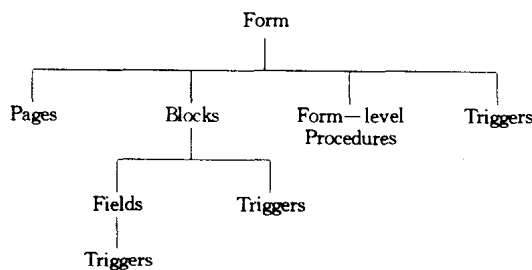 Form
Pages
Blocks
Form—level
Procedures
Triggers
Fields
Triggers
Triggers